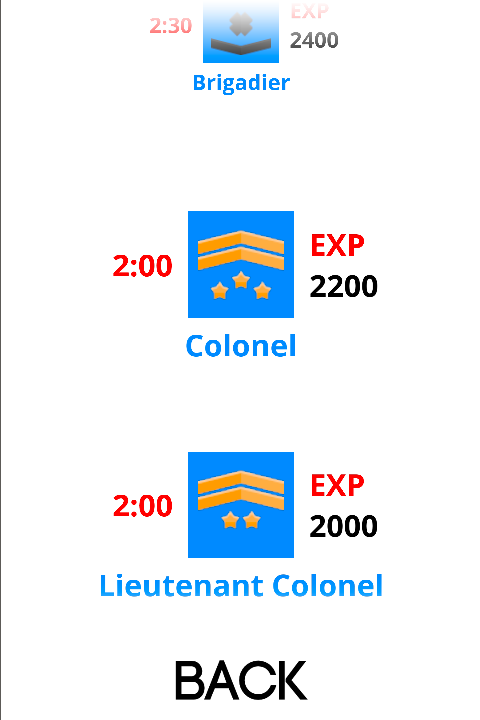 EXP
2:30
2400
Brigadier
EXP
2:00
2200
Colonel
EXP
2:00
2000
Lieutenant Colonel
BACK